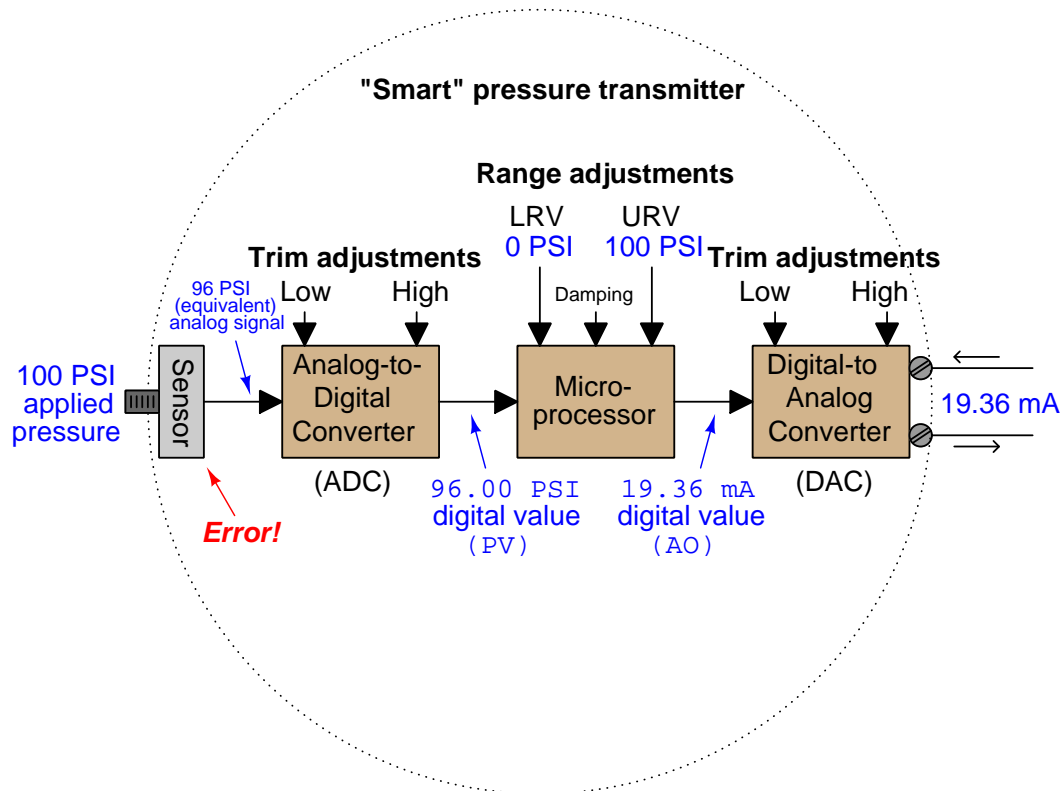 "Smart" pressure transmitter
Range adjustments
LRV
0 PSI
URV
100 PSI
Trim adjustments
Low
High
Damping
Trim adjustments
Low
High
96 PSI
(equivalent)
analog signal
100 PSI
applied
pressure
Sensor
Analog-to-
Digital
Converter
(ADC)
Micro-
processor
Digital-to
Analog
Converter
(DAC)
19.36 mA
Error!
96.00 PSI
digital value
(PV)
19.36 mA
digital value
(AO)